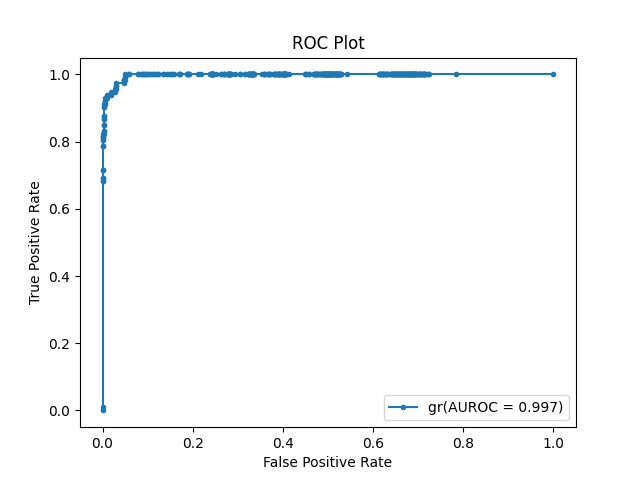 ROC Plot
True Positive Rate
1.0
0.8
0.6
0.4
0.2
0.0
gr(AUROC = 0.997)
0.0 0.2 0.4 0.6 0.8 1.0
False Positive Rate